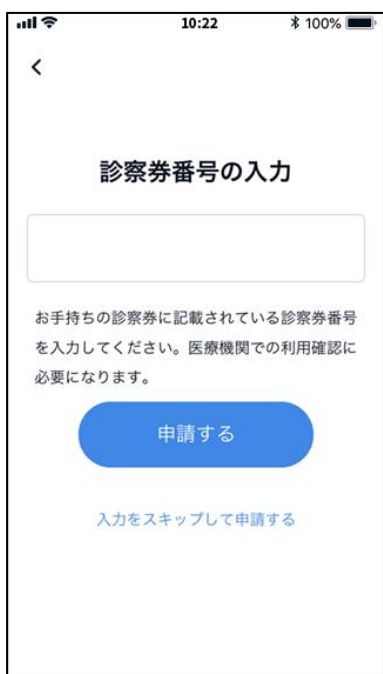 10:22 100%
診察券番号の入力
お手持ちの診察券に記載されている診察券番号
を入力してください。医療機関での利用確認に
必要になります。
申請する
入力をスキップして申請する